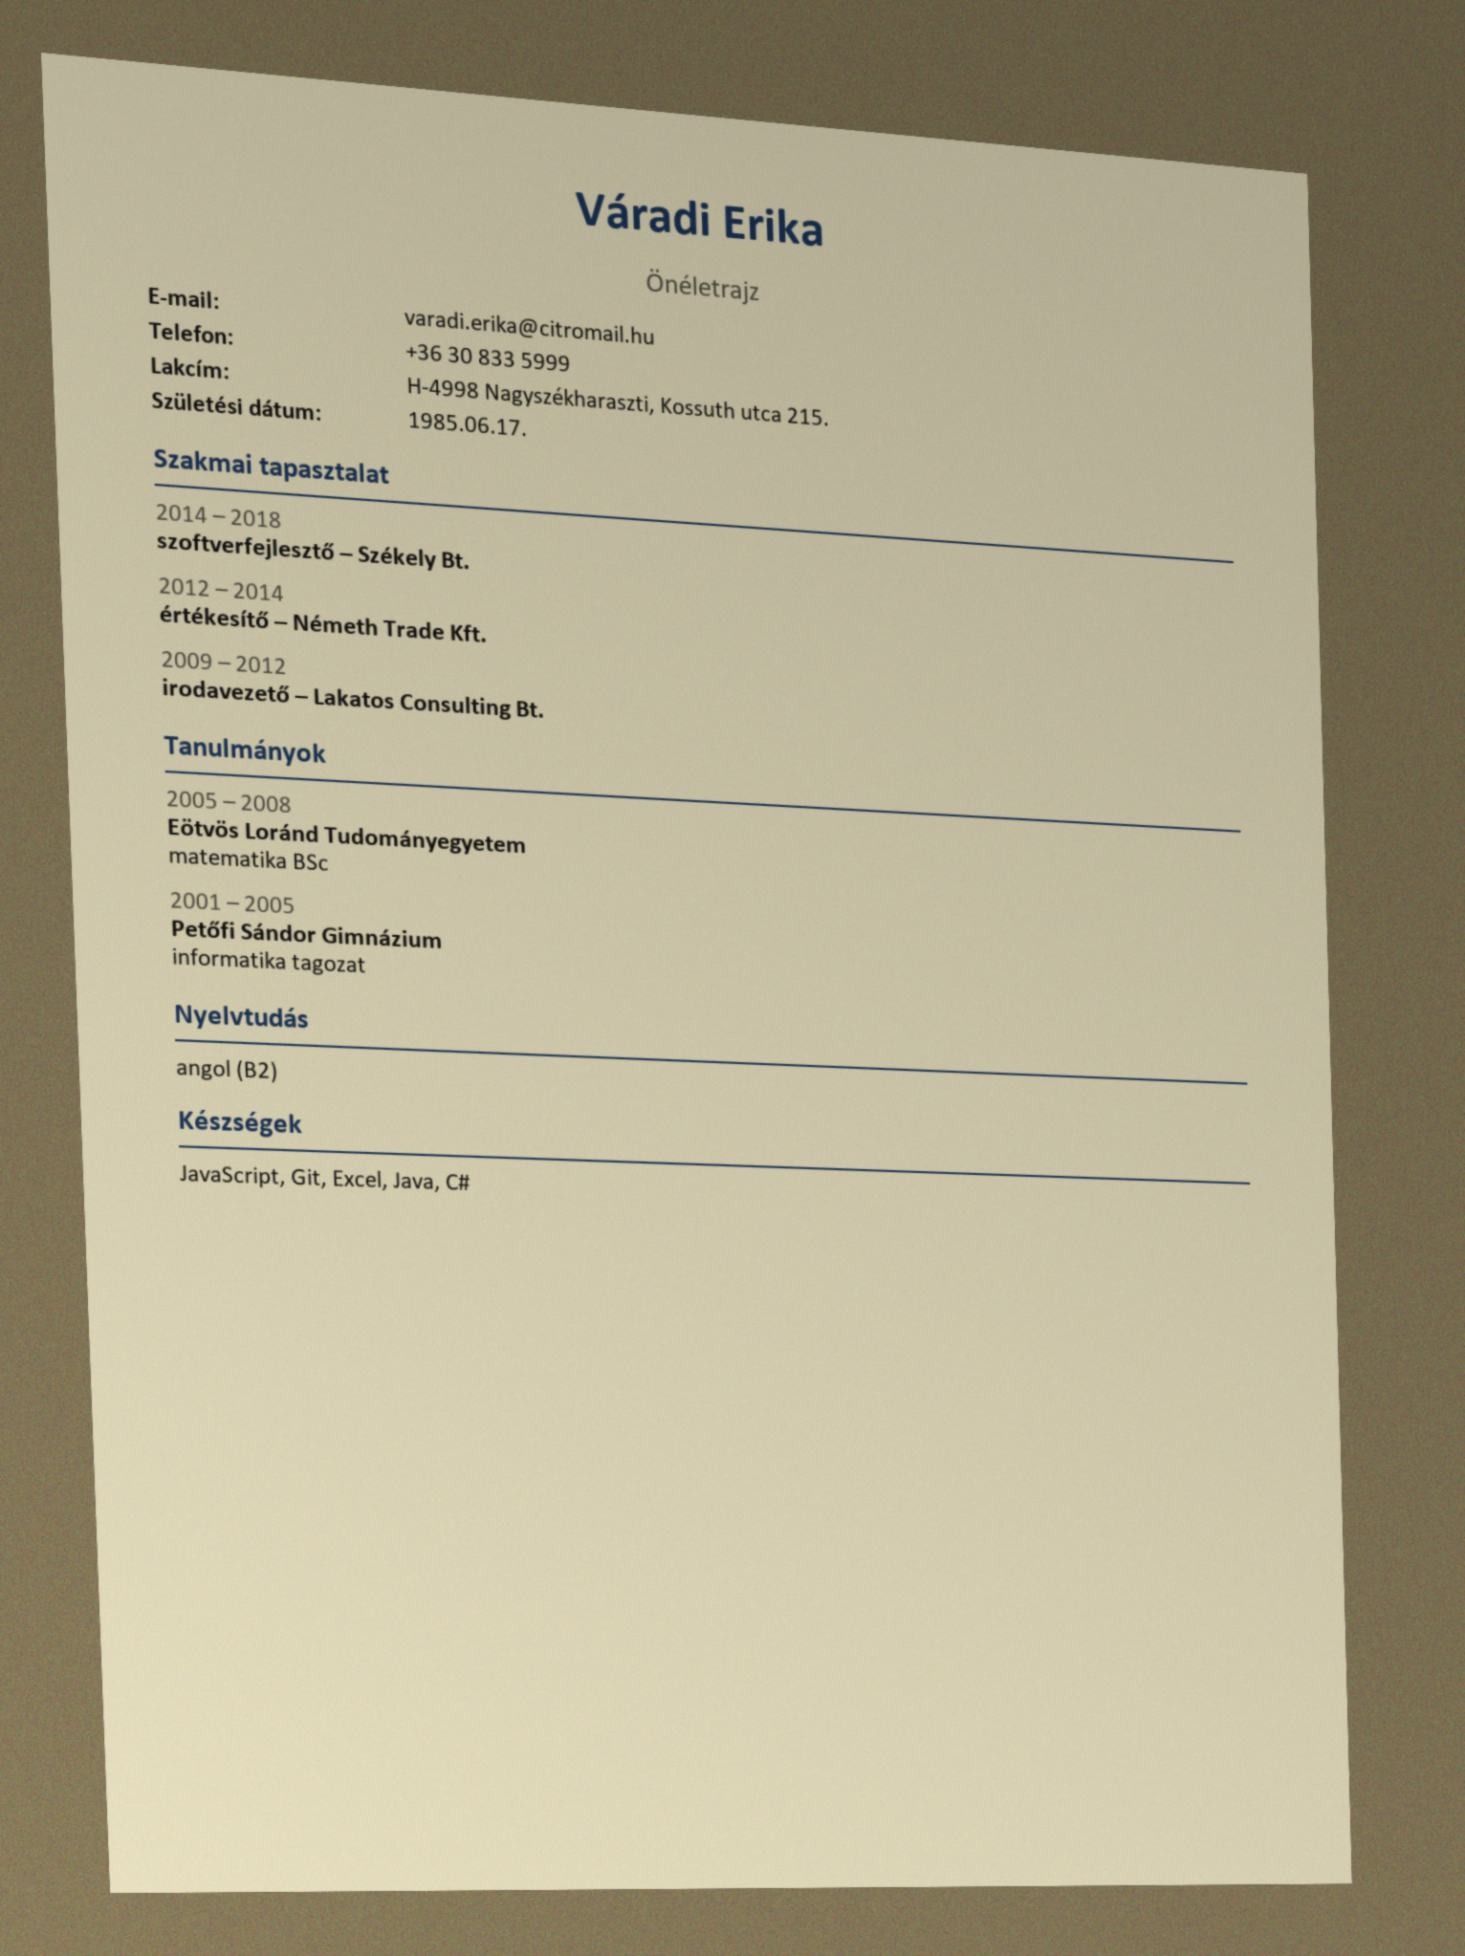 Váradi Erika
Önéletrajz
E-mail: varadi.erika@citromail.hu
Telefon: +36 30 833 5999
Lakcím: H-4998 Nagyszékharaszti, Kossuth utca 215.
Születési dátum: 1985.06.17.
Szakmai tapasztalat
2014 – 2018
szoftverfejlesztő – Székely Bt.
2012 – 2014
értékesítő – Németh Trade Kft.
2009 – 2012
irodavezető – Lakatos Consulting Bt.
Tanulmányok
2005 – 2008
Eötvös Loránd Tudományegyetem
matematika BSc
2001 – 2005
Petőfi Sándor Gimnázium
informatika tagozat
Nyelvtudás
angol (B2)
Készségek
JavaScript, Git, Excel, Java, C#